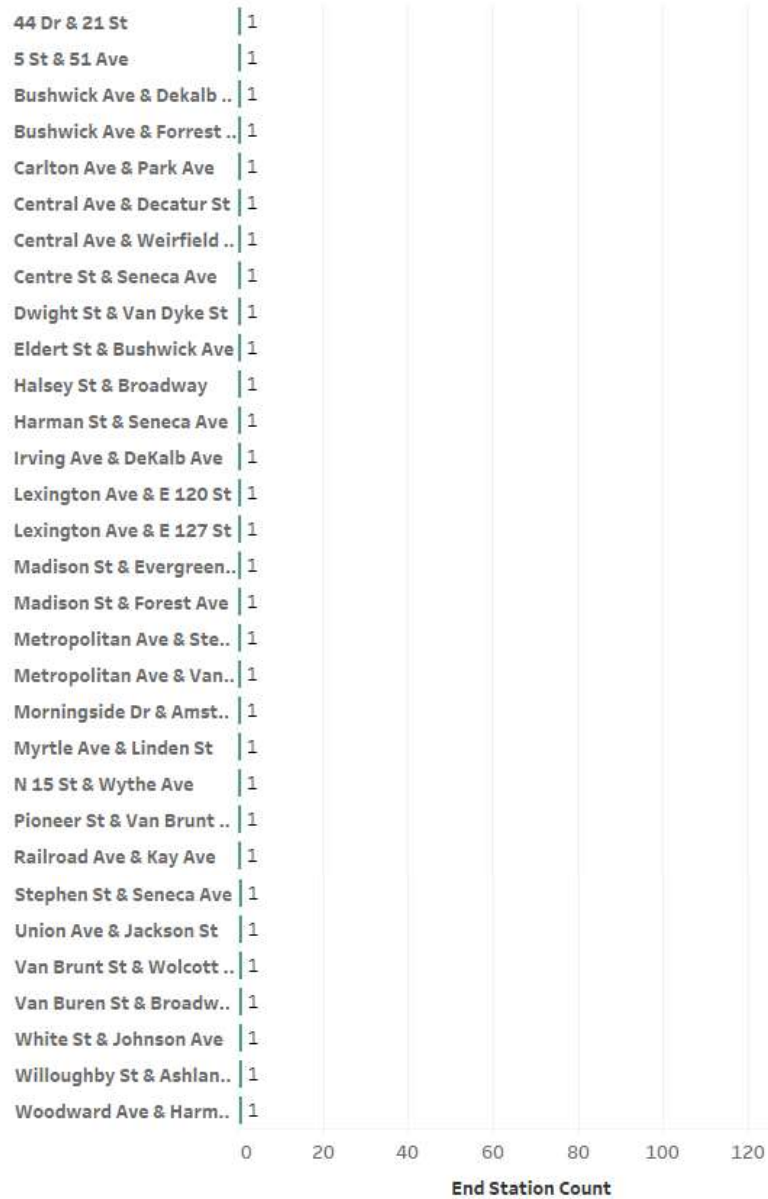 44 Dr & 21 St 1
5 St & 51 Ave 1
Bushwick Ave & Dekalb .. 1
Bushwick Ave & Forrest .. 1
Carlton Ave & Park Ave 1
Central Ave & Decatur St 1
Central Ave & Weirfield .. 1
Centre St & Seneca Ave 1
Dwight St & Van Dyke St 1
Eldert St & Bushwick Ave 1
Halsey St & Broadway 1
Harman St & Seneca Ave 1
Irving Ave & DeKalb Ave 1
Lexington Ave & E 120 St 1
Lexington Ave & E 127 St 1
Madison St & Evergreen.. 1
Madison St & Forest Ave 1
Metropolitan Ave & Ste.. 1
Metropolitan Ave & Van.. 1
Morningside Dr & Amst.. 1
Myrtle Ave & Linden St 1
N 15 St & Wythe Ave 1
Pioneer St & Van Brunt .. 1
Railroad Ave & Kay Ave 1
Stephen St & Seneca Ave 1
Union Ave & Jackson St 1
Van Brunt St & Wolcott .. 1
Van Buren St & Broadw.. 1
White St & Johnson Ave 1
Willoughby St & Ashlan.. 1
Woodward Ave & Harm.. 1
0 20 40 60 80 100 120
End Station Count